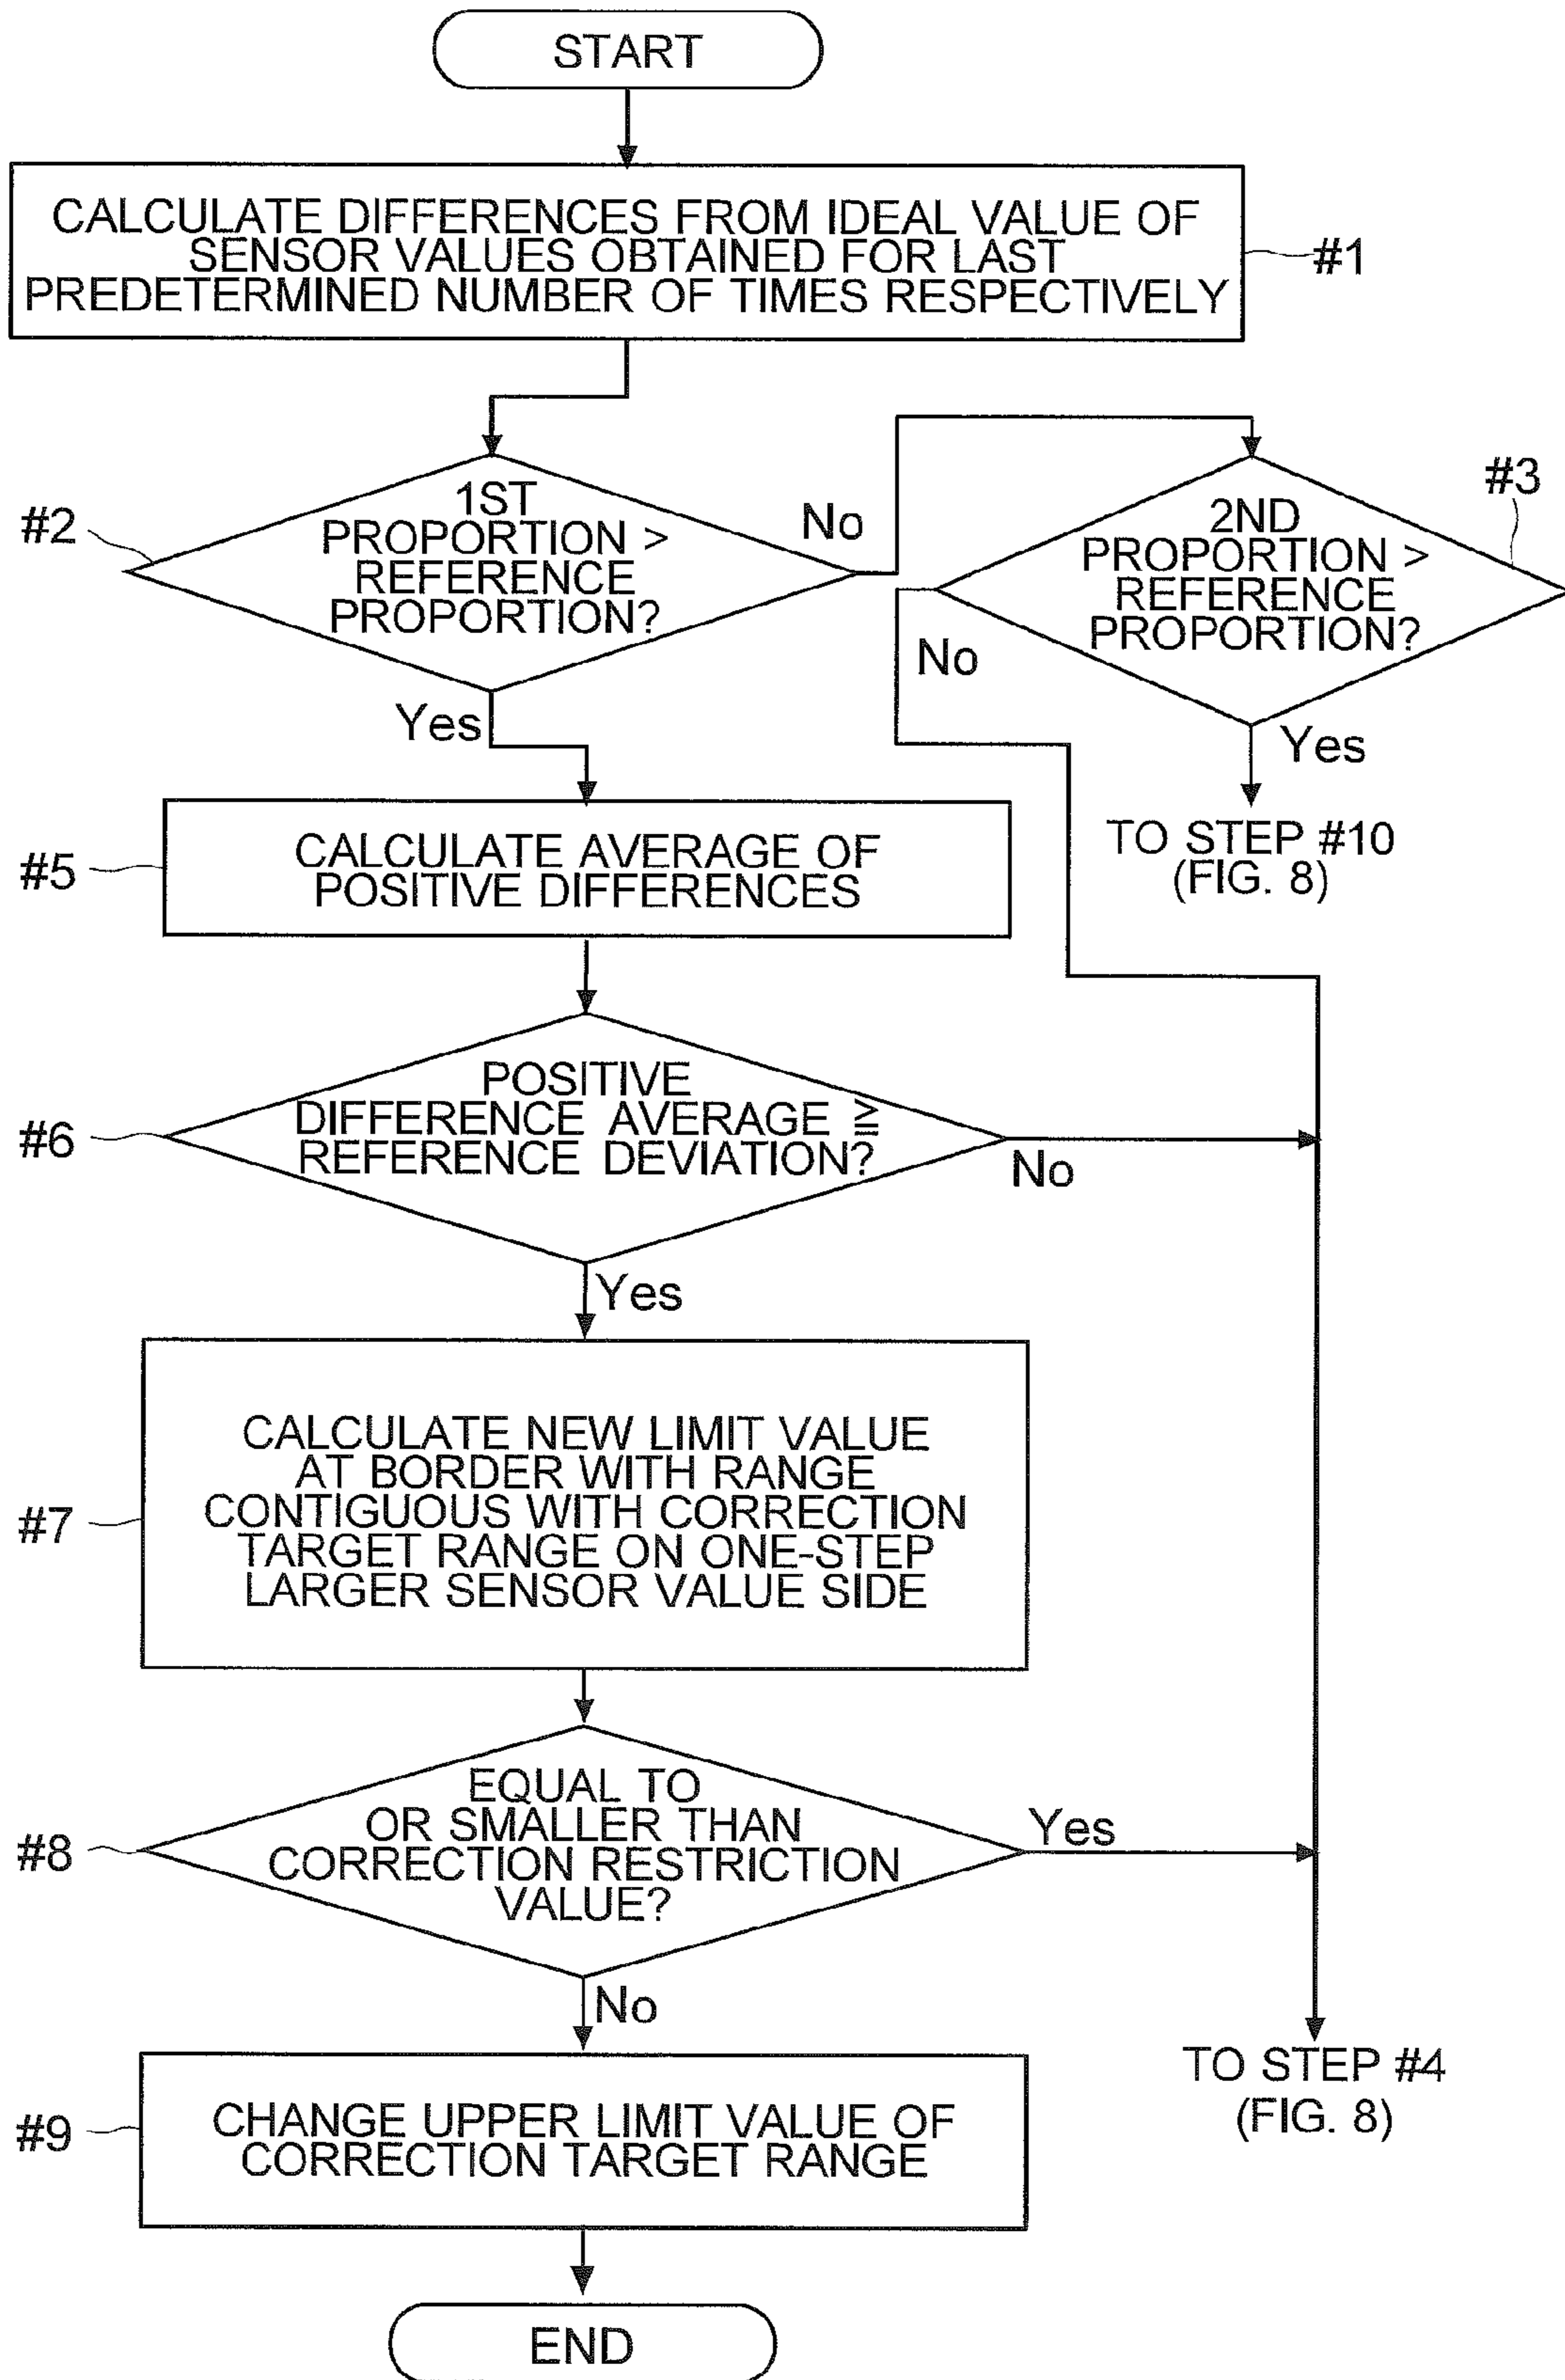 START
CALCULATE DIFFERENCES FROM IDEAL VALUE OF
SENSOR VALUES OBTAINED FOR LAST
PREDETERMINED NUMBER OF TIMES RESPECTIVELY
#1
#2
1ST
PROPORTION >
REFERENCE
PROPORTION?
No
Yes
#3
2ND
PROPORTION >
REFERENCE
PROPORTION?
No
Yes
TO STEP #10
(FIG. 8)
#5
CALCULATE AVERAGE OF
POSITIVE DIFFERENCES
#6
POSITIVE
DIFFERENCE AVERAGE ≧
REFERENCE DEVIATION?
No
Yes
#7
CALCULATE NEW LIMIT VALUE
AT BORDER WITH RANGE
CONTIGUOUS WITH CORRECTION
TARGET RANGE ON ONE-STEP
LARGER SENSOR VALUE SIDE
#8
EQUAL TO
OR SMALLER THAN
CORRECTION RESTRICTION
VALUE?
Yes
No
TO STEP #4
(FIG. 8)
#9
CHANGE UPPER LIMIT VALUE OF
CORRECTION TARGET RANGE
END